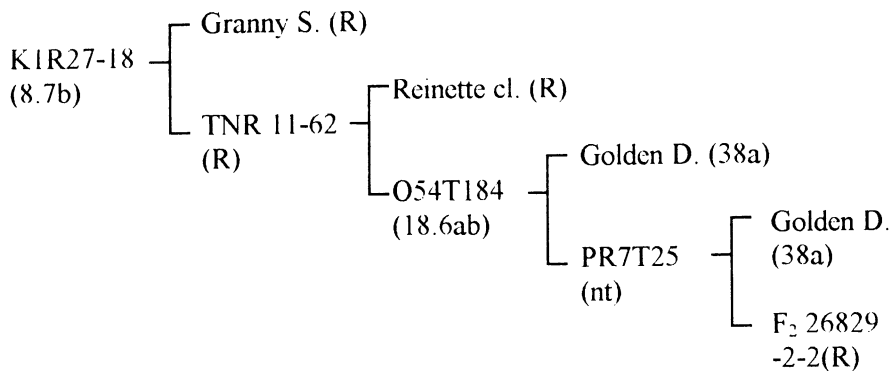 Granny S. (R)
K1R27-18
(8.7b)
Reinette cl. (R)
TNR 11-62
(R)
Golden D. (38a)
O54T184
(18.6ab)
Golden D.
(38a)
PR7T25
(nt)
F₂ 26829
-2-2(R)